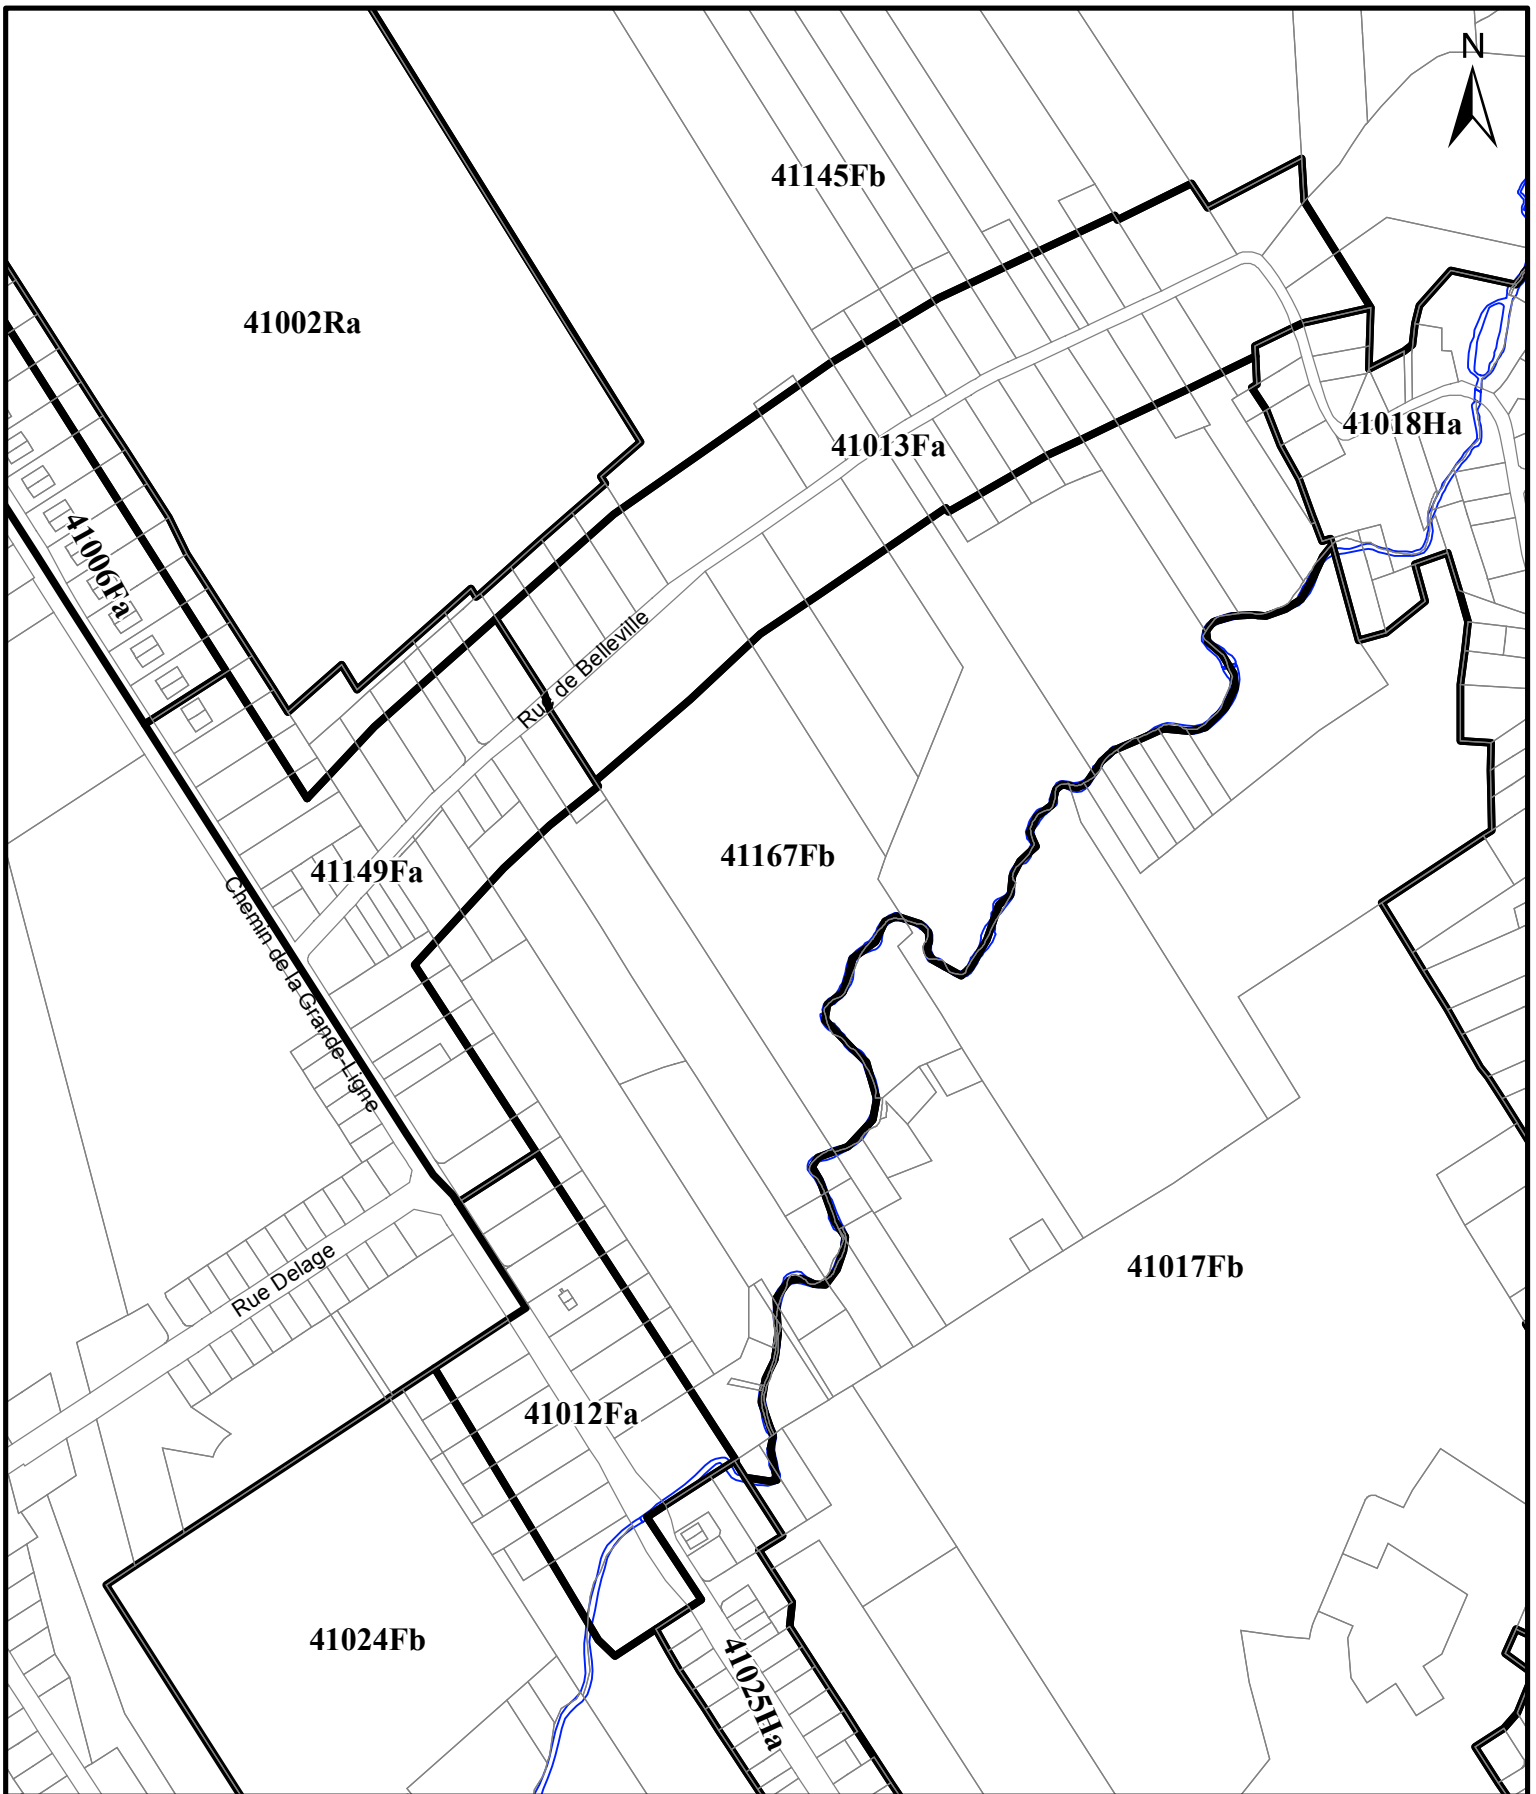 N
41145Fb
41002Ra
41018Ha
41013Fa
41006Fa
Rue de Belleville
41167Fb
41149Fa
Chemin de la Grande-Ligne
Rue Delage
41017Fb
41012Fa
41024Fb
41025Ha